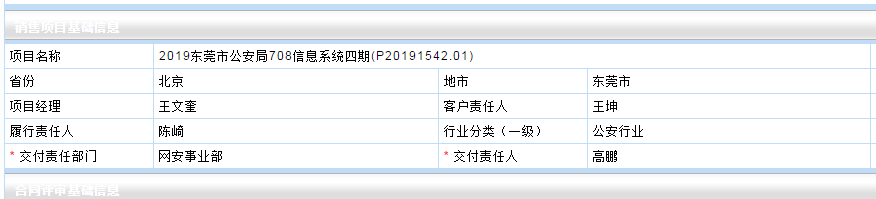 销售项目基础信息
项目名称 2019东莞市公安局708信息系统四期(P20191542.01)
省份 北京 地市 东莞市
项目经理 王文奎 客户责任人 王坤
履行责任人 陈崎 行业分类（一级） 公安行业
* 交付责任部门 网安事业部 * 交付责任人 高鹏
合同评审基础信息